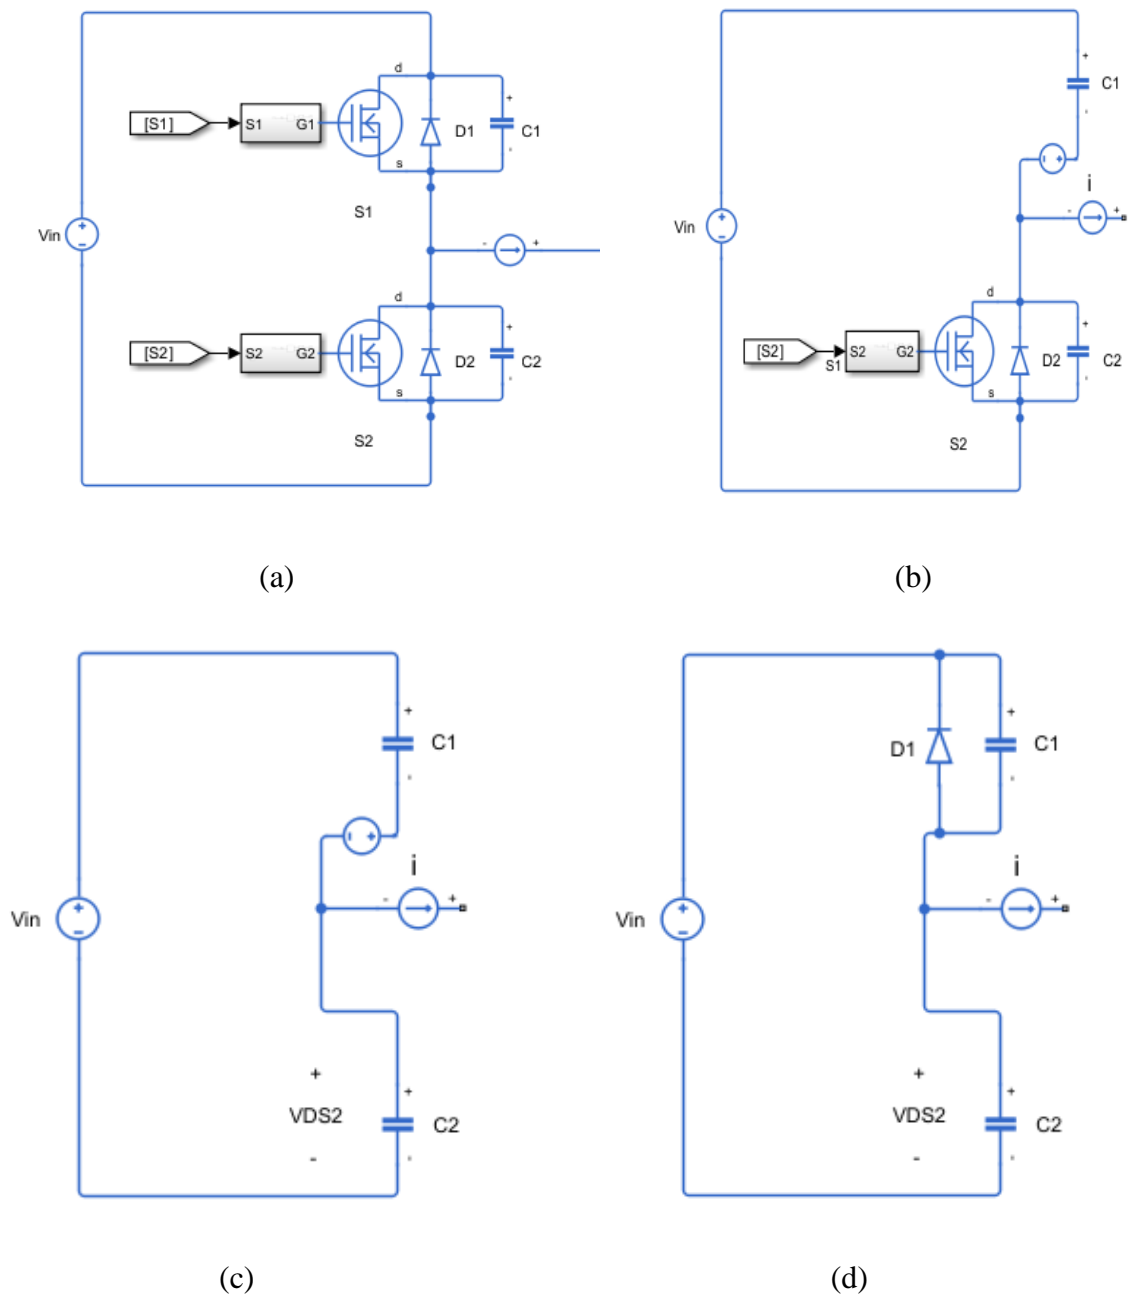 d
+
[S1]
S1
G1
D1
C1
-
s
S1
Vin
+
−
-
+
d
+
[S2]
S2
G2
D2
C2
-
s
S2
(a)
+
C1
-
- +
i
Vin
+
−
-
+
d
+
[S2]
S1
S2
G2
D2
C2
-
s
S2
(b)
+
C1
-
- +
i
Vin
+
−
-
+
+
VDS2
-
+
C2
-
(c)
+
D1
C1
-
i
Vin
+
−
-
+
+
VDS2
-
+
C2
-
(d)